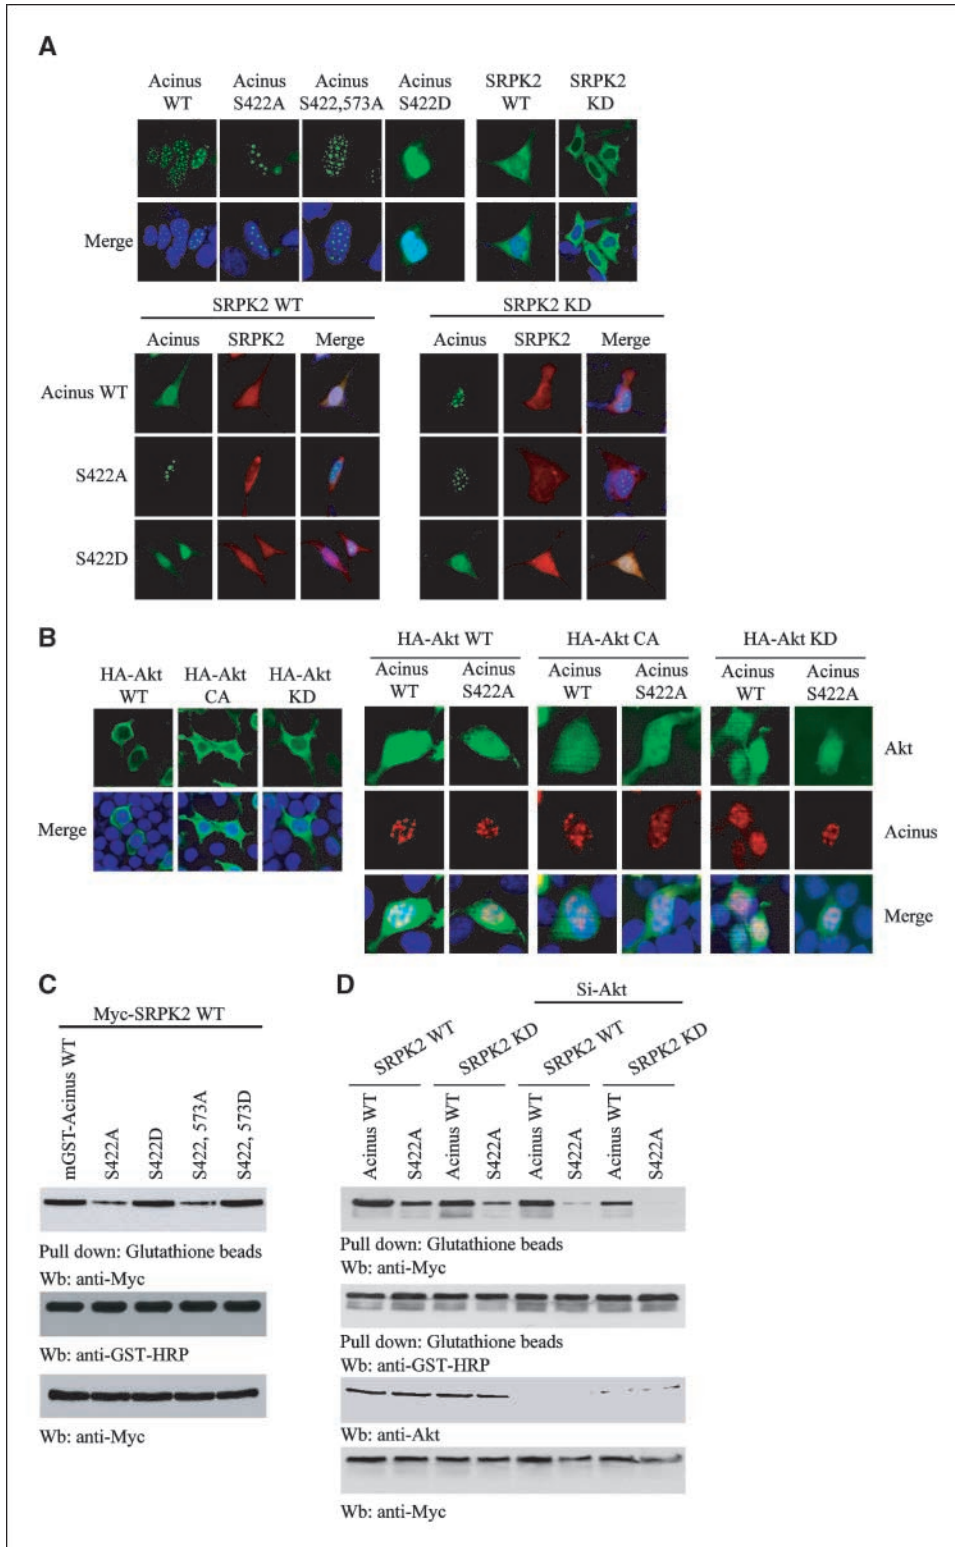 A
Acinus WT
Acinus S422A
Acinus S422,573A
Acinus S422D
SRPK2 WT
SRPK2 KD
Merge
SRPK2 WT
SRPK2 KD
Acinus SRPK2 Merge
Acinus SRPK2 Merge
Acinus WT
S422A
S422D
B
HA-Akt WT
HA-Akt CA
HA-Akt KD
Merge
HA-Akt WT
HA-Akt CA
HA-Akt KD
Acinus WT
Acinus S422A
Acinus WT
Acinus S422A
Acinus WT
Acinus S422A
Akt
Acinus
Merge
C
Myc-SRPK2 WT
mGST-Acinus WT
S422A
S422D
S422, 573A
S422, 573D
Pull down: Glutathione beads
Wb: anti-Myc
Wb: anti-GST-HRP
Wb: anti-Myc
D
Si-Akt
SRPK2 WT
SRPK2 KD
SRPK2 WT
SRPK2 KD
Acinus WT
S422A
Acinus WT
S422A
Acinus WT
S422A
Acinus WT
S422A
Pull down: Glutathione beads
Wb: anti-Myc
Pull down: Glutathione beads
Wb: anti-GST-HRP
Wb: anti-Akt
Wb: anti-Myc